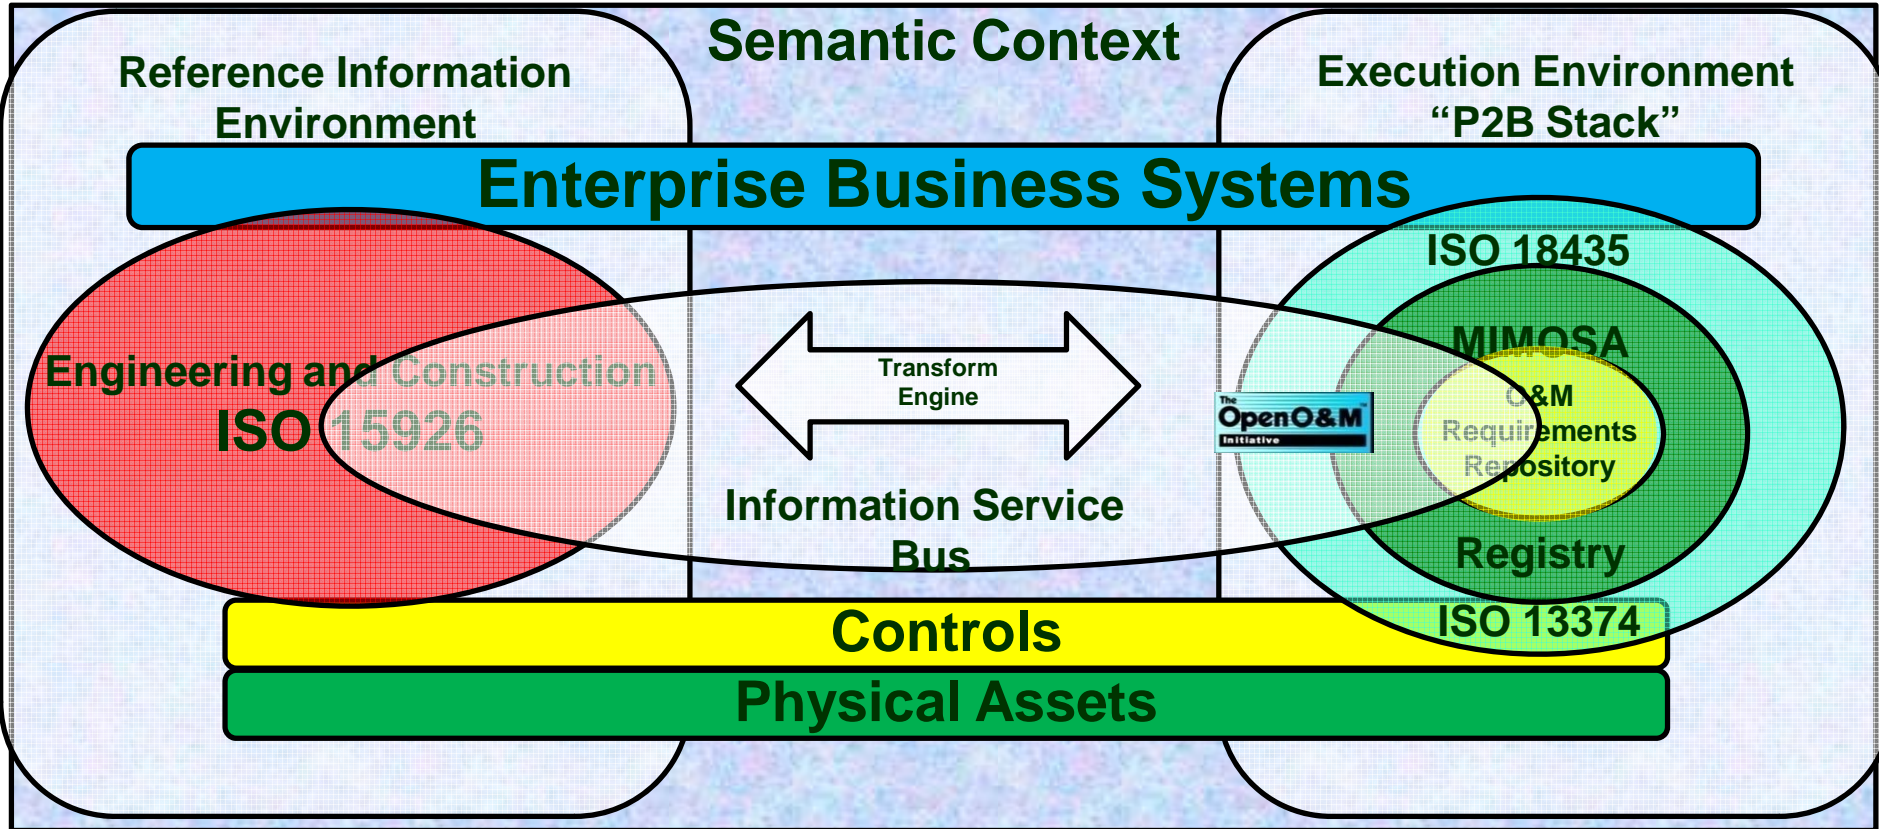 Semantic Context
Reference Information
Environment
Execution Environment
“P2B Stack”
Enterprise Business Systems
Engineering and Construction
ISO 15926
Transform
Engine
Information Service
Bus
The
OpenO&M™
Initiative
ISO 18435
MIMOSA
O&M
Requirements
Repository
Registry
ISO 13374
Controls
Physical Assets